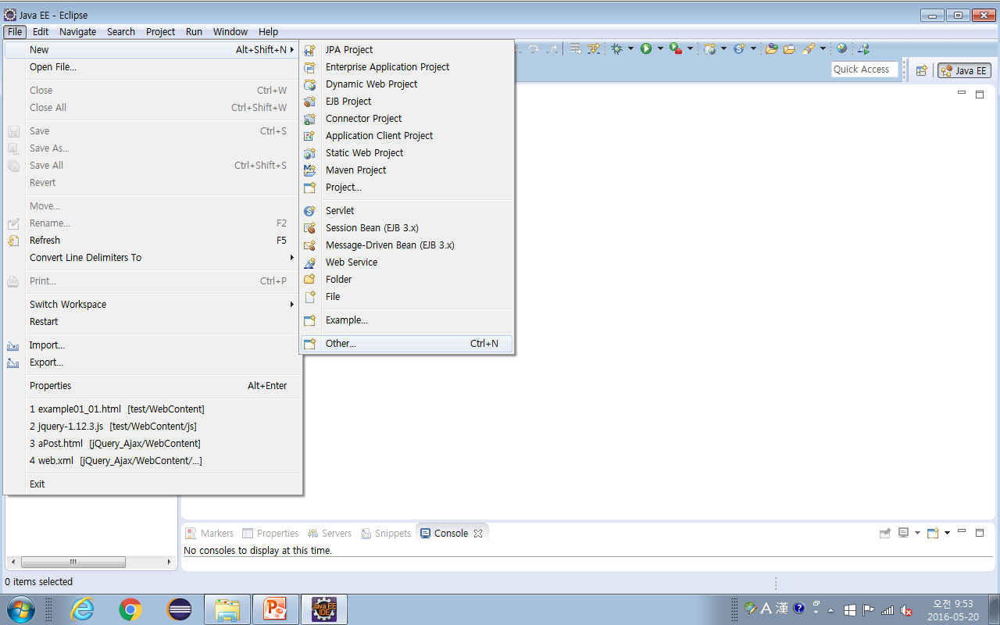 Java EE - Eclipse
File Edit Navigate Search Project Run Window Help
New Alt+Shift+N
Open File...
Close Ctrl+W
Close All Ctrl+Shift+W
Save Ctrl+S
Save As...
Save All Ctrl+Shift+S
Revert
Move...
Rename... F2
Refresh F5
Convert Line Delimiters To
Print... Ctrl+P
Switch Workspace
Restart
Import...
Export...
Properties Alt+Enter
1 example01_01.html [test/WebContent]
2 jquery-1.12.3.js [test/WebContent/js]
3 aPost.html [jQuery_Ajax/WebContent]
4 web.xml [jQuery_Ajax/WebContent/...]
Exit
JPA Project
Enterprise Application Project
Dynamic Web Project
EJB Project
Connector Project
Application Client Project
Static Web Project
Maven Project
Project...
Servlet
Session Bean (EJB 3.x)
Message-Driven Bean (EJB 3.x)
Web Service
Folder
File
Example...
Other... Ctrl+N
Quick Access
Java EE
Markers Properties Servers Snippets Console
No consoles to display at this time.
0 items selected
Java EE
IDE
A 漢
오전 9:53
2016-05-20